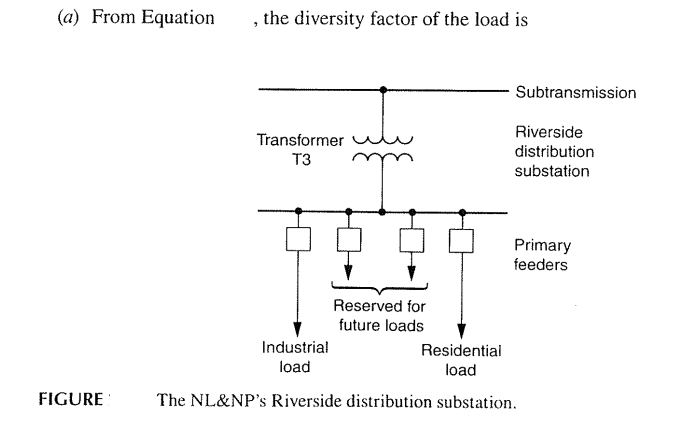 (a) From Equation , the diversity factor of the load is
Subtransmission
Transformer
T3
Riverside
distribution
substation
Primary
feeders
Reserved for
future loads
Industrial
load
Residential
load
FIGURE The NL&NP's Riverside distribution substation.